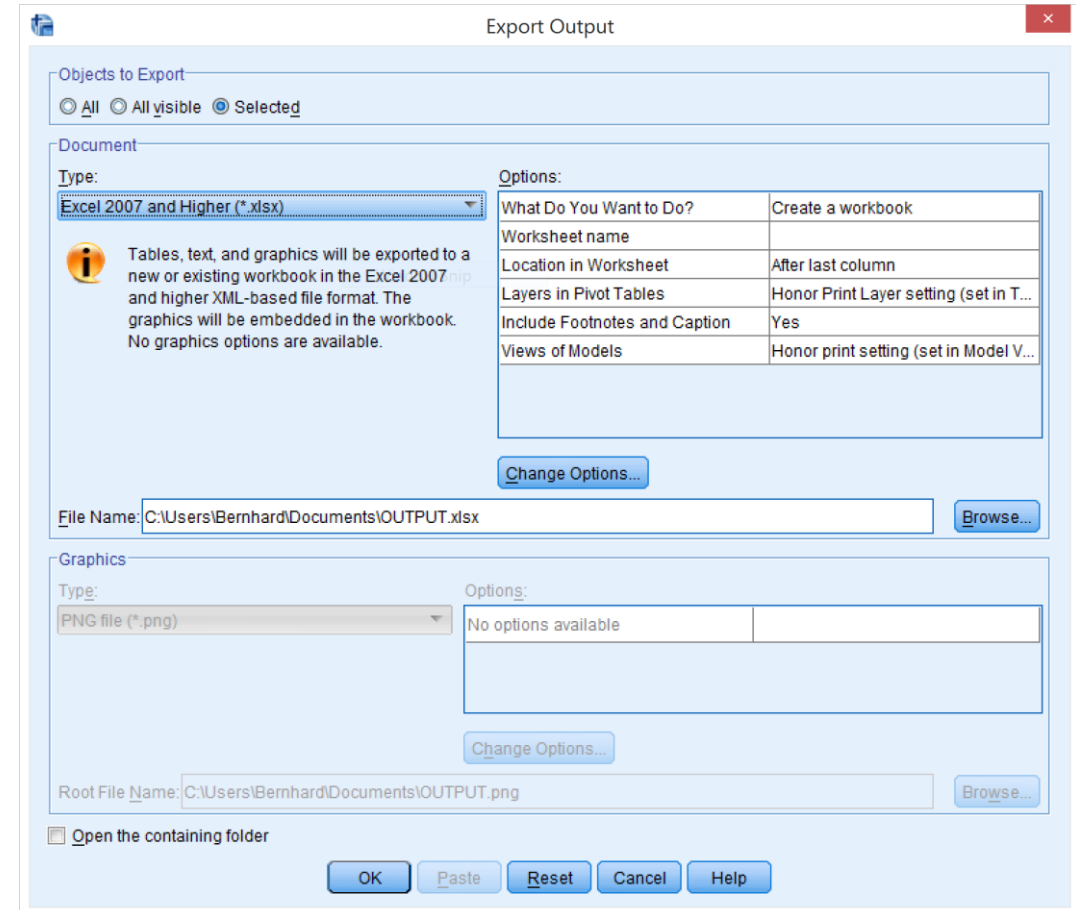 Export Output
Objects to Export
All All visible Selected
Document
Type:
Excel 2007 and Higher (*.xlsx)
Tables, text, and graphics will be exported to a
new or existing workbook in the Excel 2007
and higher XML-based file format. The
graphics will be embedded in the workbook.
No graphics options are available.
Options:
What Do You Want to Do? Create a workbook
Worksheet name
Location in Worksheet After last column
Layers in Pivot Tables Honor Print Layer setting (set in T...
Include Footnotes and Caption Yes
Views of Models Honor print setting (set in Model V...
Change Options...
File Name: C:\Users\Bernhard\Documents\OUTPUT.xlsx Browse...
Graphics
Type:
PNG file (*.png)
Options:
No options available
Change Options...
Root File Name: C:\Users\Bernhard\Documents\OUTPUT.png Browse...
Open the containing folder
OK Paste Reset Cancel Help